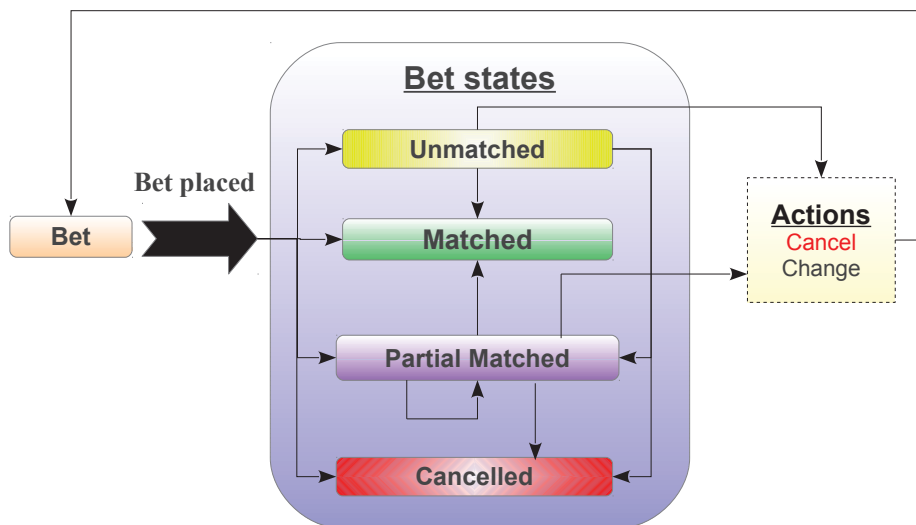 Bet states
Unmatched
Bet placed
Bet
Matched
Actions
Cancel
Change
Partial Matched
Cancelled